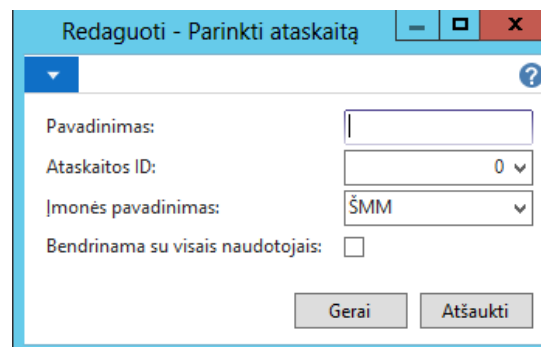 Redaguoti - Parinkti ataskaitą
Pavadinimas:
Ataskaitos ID: 0
Įmonės pavadinimas: ŠMM
Bendrinama su visais naudotojais:
Gerai Atšaukti